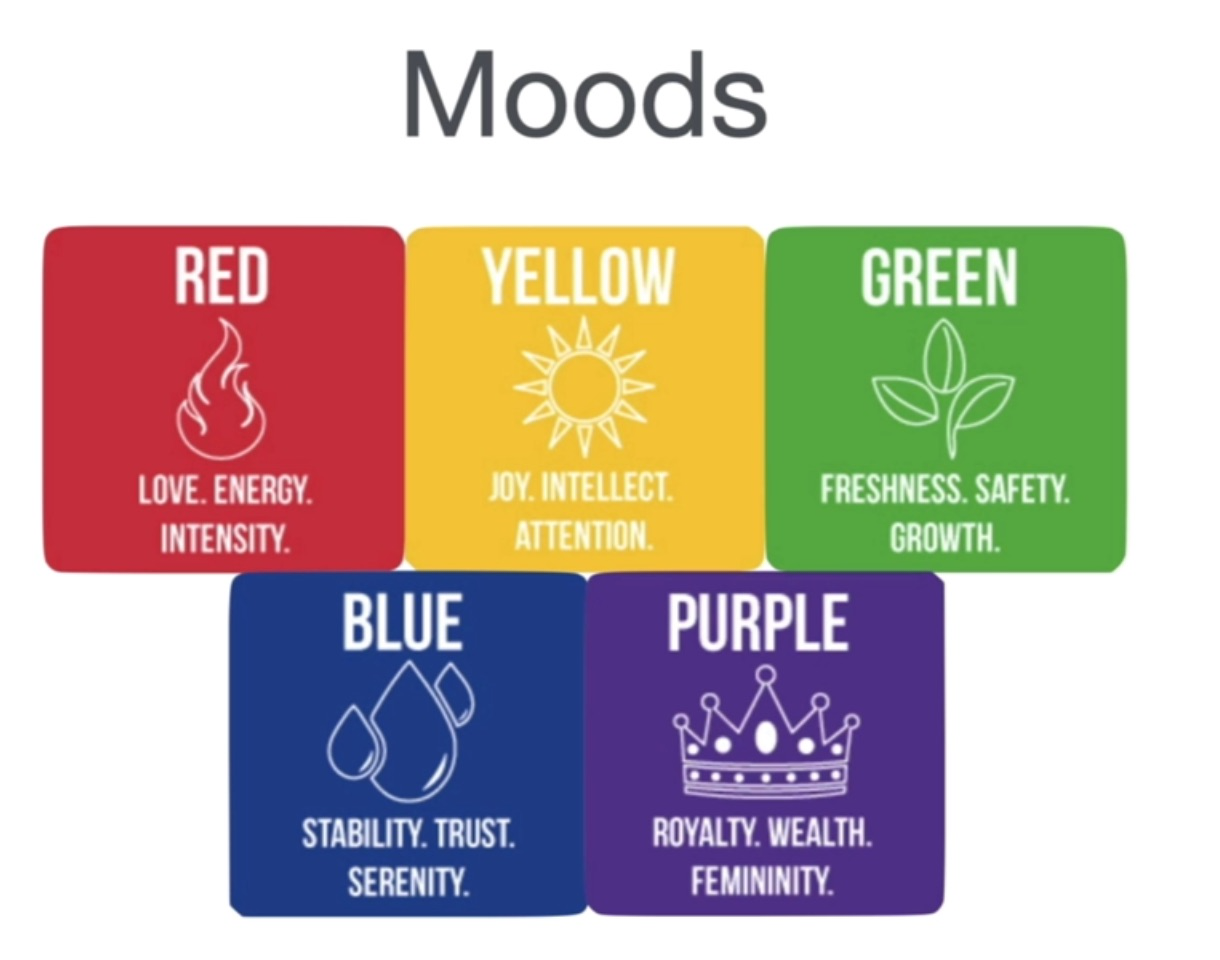 Moods
RED
LOVE. ENERGY.
INTENSITY.
YELLOW
JOY. INTELLECT.
ATTENTION.
GREEN
FRESHNESS. SAFETY.
GROWTH.
BLUE
STABILITY. TRUST.
SERENITY.
PURPLE
ROYALTY. WEALTH.
FEMININITY.